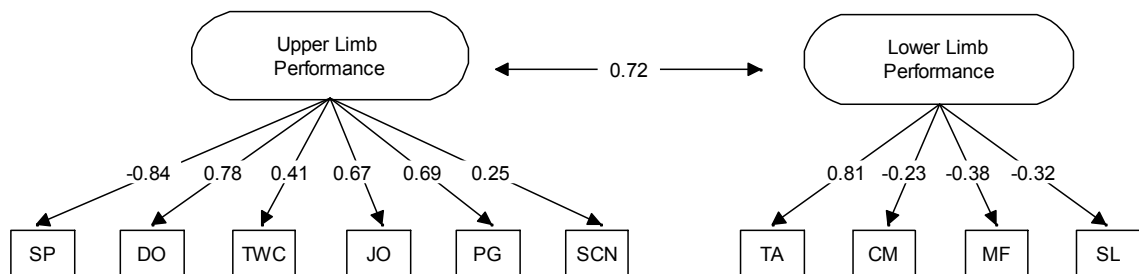 Upper Limb
Performance
Lower Limb
Performance
0.72
-0.84 0.78 0.41 0.67 0.69 0.25 0.81 -0.23 -0.38 -0.32
SP DO TWC JO PG SCN TA CM MF SL